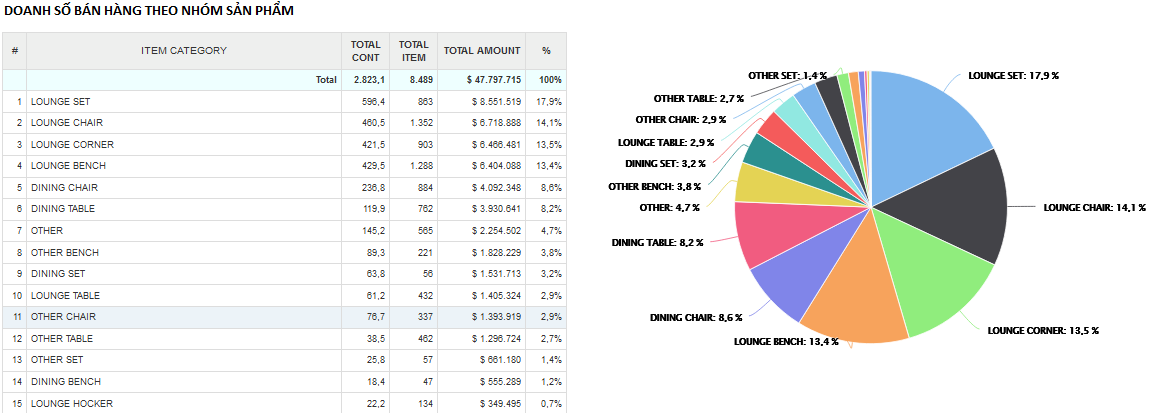 DOANH SỐ BÁN HÀNG THEO NHÓM SẢN PHẨM
# ITEM CATEGORY TOTAL CONT TOTAL ITEM TOTAL AMOUNT %
Total 2.823,1 8.489 $ 47.797.715 100%
1 LOUNGE SET 596,4 863 $ 8.551.519 17,9%
2 LOUNGE CHAIR 460,5 1.352 $ 6.718.888 14,1%
3 LOUNGE CORNER 421,5 903 $ 6.466.481 13,5%
4 LOUNGE BENCH 429,5 1.288 $ 6.404.088 13,4%
5 DINING CHAIR 236,8 884 $ 4.092.348 8,6%
6 DINING TABLE 119,9 762 $ 3.930.641 8,2%
7 OTHER 145,2 565 $ 2.254.502 4,7%
8 OTHER BENCH 89,3 221 $ 1.828.229 3,8%
9 DINING SET 63,8 56 $ 1.531.713 3,2%
10 LOUNGE TABLE 61,2 432 $ 1.405.324 2,9%
11 OTHER CHAIR 76,7 337 $ 1.393.919 2,9%
12 OTHER TABLE 38,5 462 $ 1.296.724 2,7%
13 OTHER SET 25,8 57 $ 661.180 1,4%
14 DINING BENCH 18,4 47 $ 555.289 1,2%
15 LOUNGE HOCKER 22,2 134 $ 349.495 0,7%
OTHER SET: 1,4 %
LOUNGE SET: 17,9 %
OTHER TABLE: 2,7 %
OTHER CHAIR: 2,9 %
LOUNGE TABLE: 2,9 %
DINING SET: 3,2 %
OTHER BENCH: 3,8 %
OTHER: 4,7 %
LOUNGE CHAIR: 14,1 %
DINING TABLE: 8,2 %
DINING CHAIR: 8,6 %
LOUNGE CORNER: 13,5 %
LOUNGE BENCH: 13,4 %